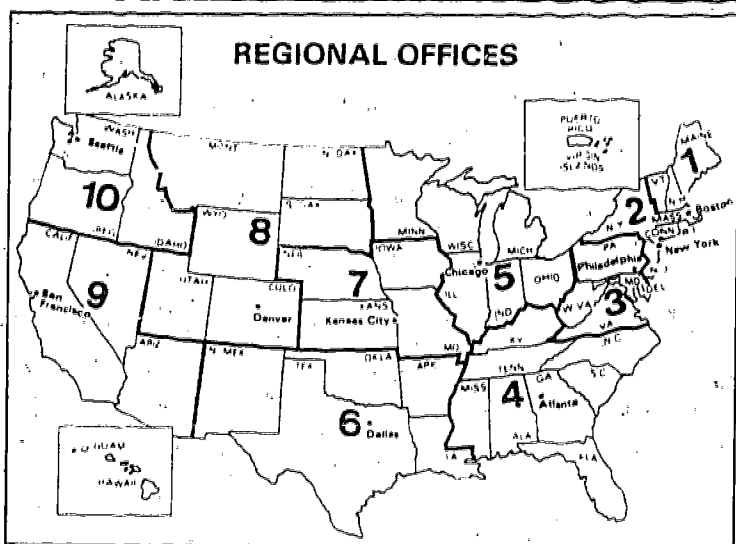 REGIONAL OFFICES
ALASKA
PUERTO
RICO
VIRGIN
ISLANDS
MAINE
1
WASH
Seattle
MONT
N DAK
VT
N H
MASS
Boston
CONN
R I
2
N Y
New York
N J
10
OREG
IDAHO
WYO
8
S DAK
MINN
WISC
MICH
PA
Philadelphia
MD
DEL
CALIF
NEV
9
San
Francisco
UTAH
COLO
Denver
NEB
7
IOWA
KANS
Kansas City
MO
Chicago
5
ILL
IND
OHIO
W VA
3
VA
KY
N C
ARIZ
N MEX
TEX
OKLA
ARK
TENN
MISS
4
GA
S C
Atlanta
ALA
6
Dallas
LA
FLA
GUAM
HAWAII